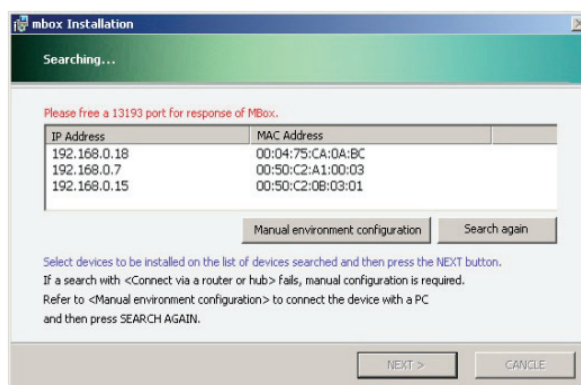 mbox Installation
Searching...
Please free a 13193 port for response of MBox.
IP Address MAC Address
192.168.0.18 00:04:75:CA:0A:BC
192.168.0.7 00:50:C2:A1:00:03
192.168.0.15 00:50:C2:0B:03:01
Manual environment configuration Search again
Select devices to be installed on the list of devices searched and then press the NEXT button.
If a search with <Connect via a router or hub> fails, manual configuration is required.
Refer to <Manual environment configuration> to connect the device with a PC
and then press SEARCH AGAIN.
NEXT > CANCLE